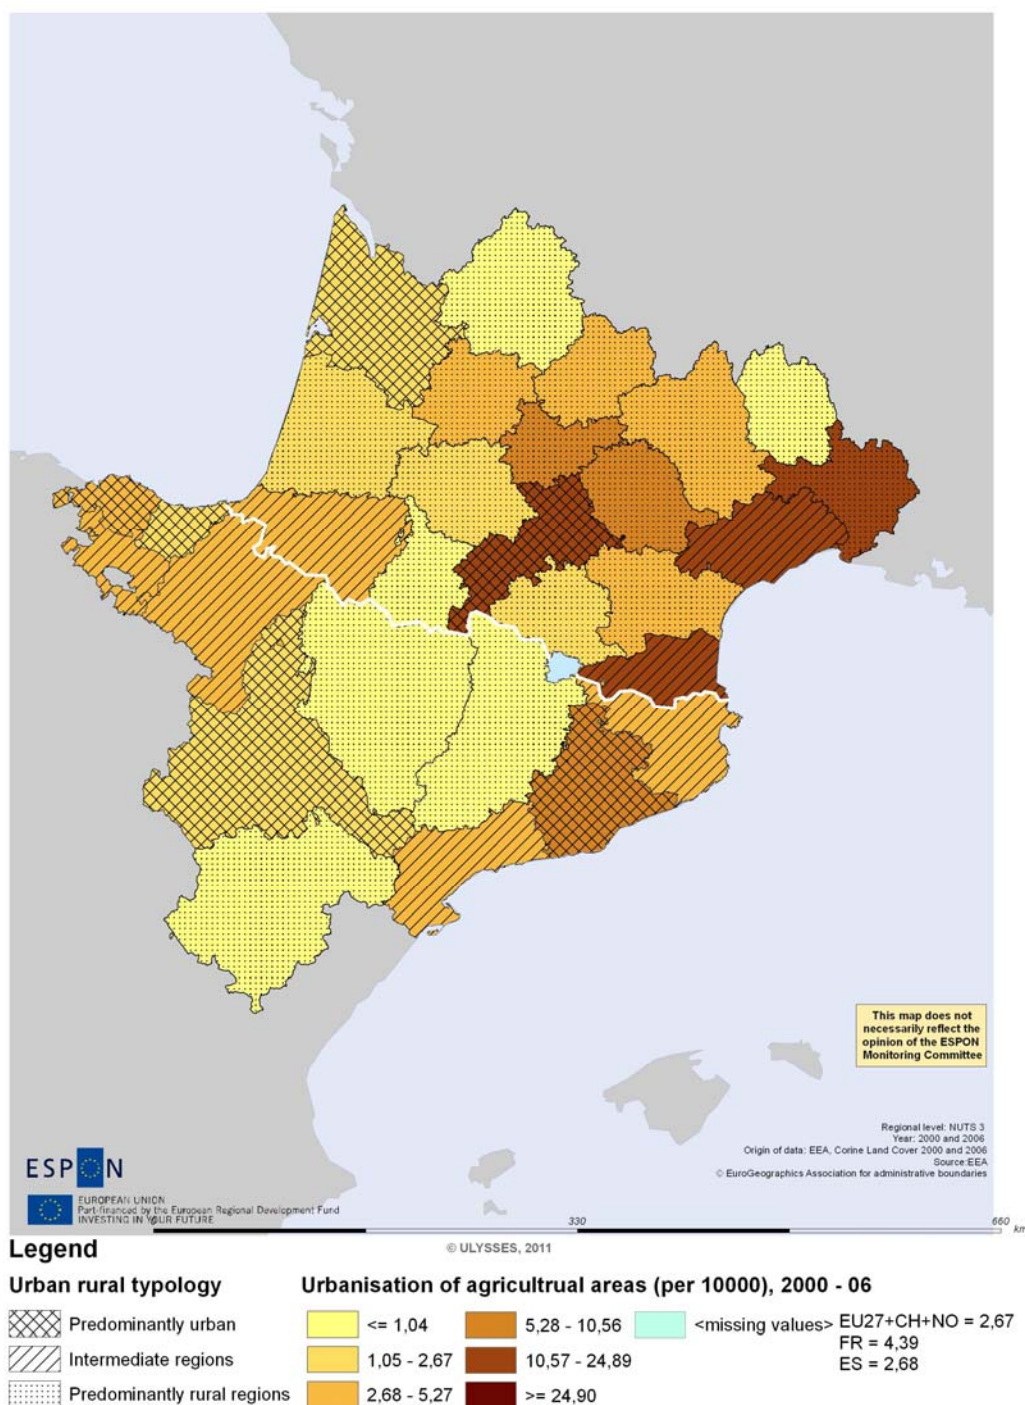 This map does not
necessarily reflect the
opinion of the ESPON
Monitoring Committee
Regional level: NUTS 3
Year: 2000 and 2006
Origin of data: EEA, Corine Land Cover 2000 and 2006
Source:EEA
© EuroGeographics Association for administrative boundaries
ESPON
EUROPEAN UNION
Part-financed by the European Regional Development Fund
INVESTING IN YOUR FUTURE
330
660
km
Legend
© ULYSSES, 2011
Urban rural typology
Predominantly urban
Intermediate regions
Predominantly rural regions
Urbanisation of agricultrual areas (per 10000), 2000 - 06
<= 1,04
1,05 - 2,67
2,68 - 5,27
5,28 - 10,56
10,57 - 24,89
>= 24,90
<missing values>
EU27+CH+NO = 2,67
FR = 4,39
ES = 2,68